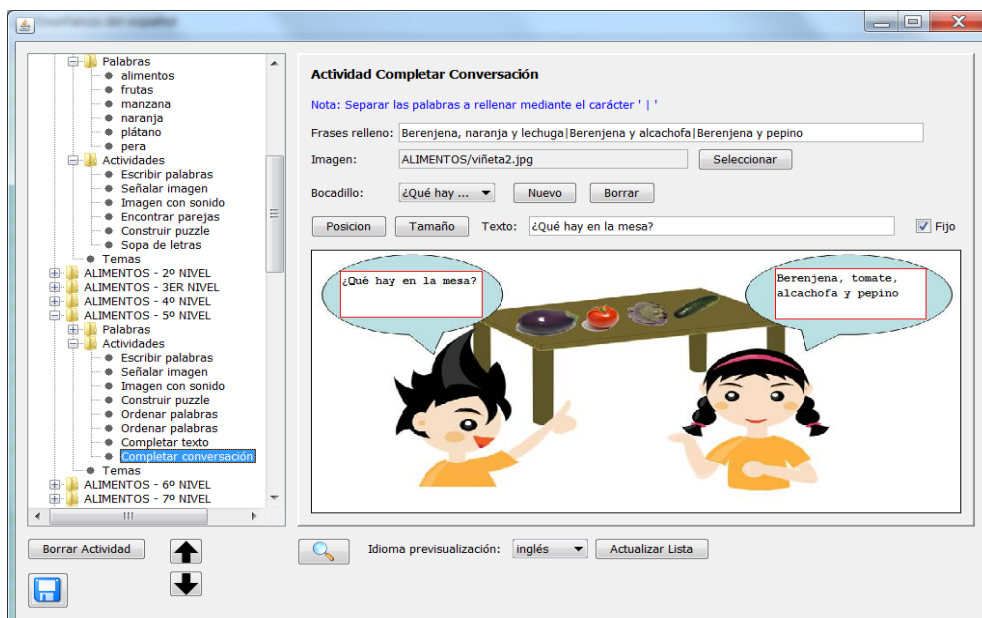 Enseñanza del español
Palabras
alimentos
frutas
manzana
naranja
plátano
pera
Actividades
Escribir palabras
Señalar imagen
Imagen con sonido
Encontrar parejas
Construir puzzle
Sopa de letras
Temas
ALIMENTOS - 2º NIVEL
ALIMENTOS - 3ER NIVEL
ALIMENTOS - 4º NIVEL
ALIMENTOS - 5º NIVEL
Palabras
Actividades
Escribir palabras
Señalar imagen
Imagen con sonido
Construir puzzle
Ordenar palabras
Ordenar palabras
Completar texto
Completar conversación
Temas
ALIMENTOS - 6º NIVEL
ALIMENTOS - 7º NIVEL
Borrar Actividad
Actividad Completar Conversación
Nota: Separar las palabras a rellenar mediante el carácter ' | '
Frases relleno: Berenjena, naranja y lechuga|Berenjena y alcachofa|Berenjena y pepino
Imagen: ALIMENTOS/viñeta2.jpg Seleccionar
Bocadillo: ¿Qué hay ... Nuevo Borrar
Posicion Tamaño Texto: ¿Qué hay en la mesa? Fijo
¿Qué hay en la mesa?
Berenjena, tomate,
alcachofa y pepino
Idioma previsualización: inglés Actualizar Lista